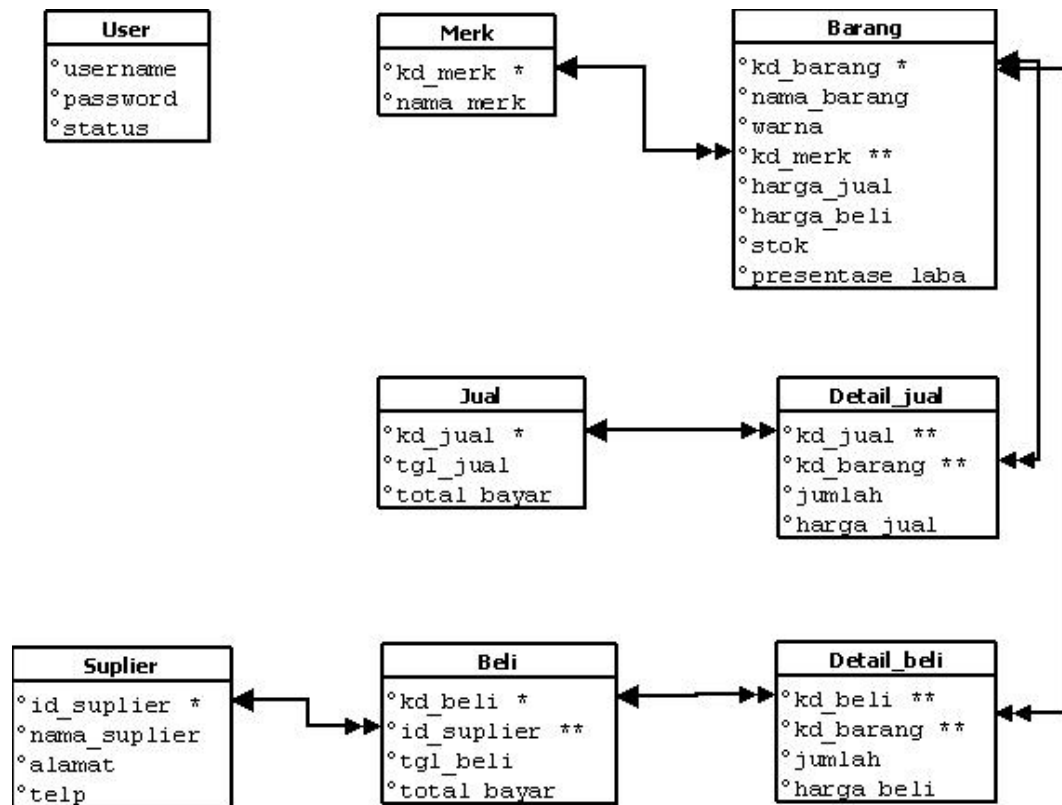 User
°username
°password
°status
Merk
°kd_merk *
°nama_merk
Barang
°kd_barang *
°nama_barang
°warna
°kd_merk **
°harga_jual
°harga_beli
°stok
°presentase_laba
Jual
°kd_jual *
°tgl_jual
°total_bayar
Detail_jual
°kd_jual **
°kd_barang **
°jumlah
°harga_jual
Suplier
°id_suplier *
°nama_suplier
°alamat
°telp
Beli
°kd_beli *
°id_suplier **
°tgl_beli
°total_bayar
Detail_beli
°kd_beli **
°kd_barang **
°jumlah
°harga_beli